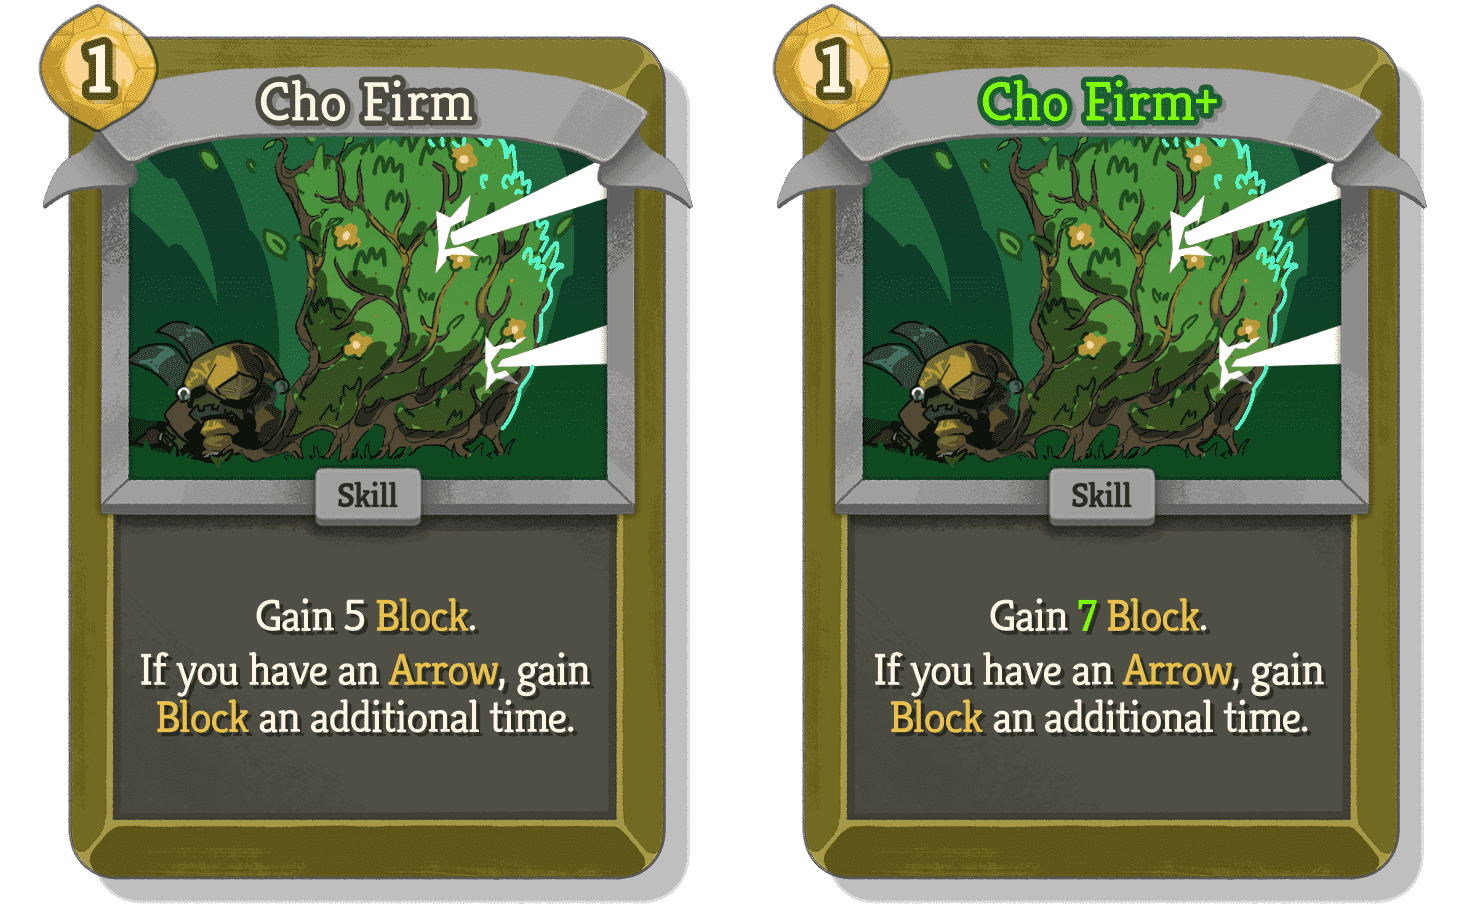 1
Cho Firm
Skill
Gain 5 Block.
If you have an Arrow, gain
Block an additional time.
1
Cho Firm+
Skill
Gain 7 Block.
If you have an Arrow, gain
Block an additional time.